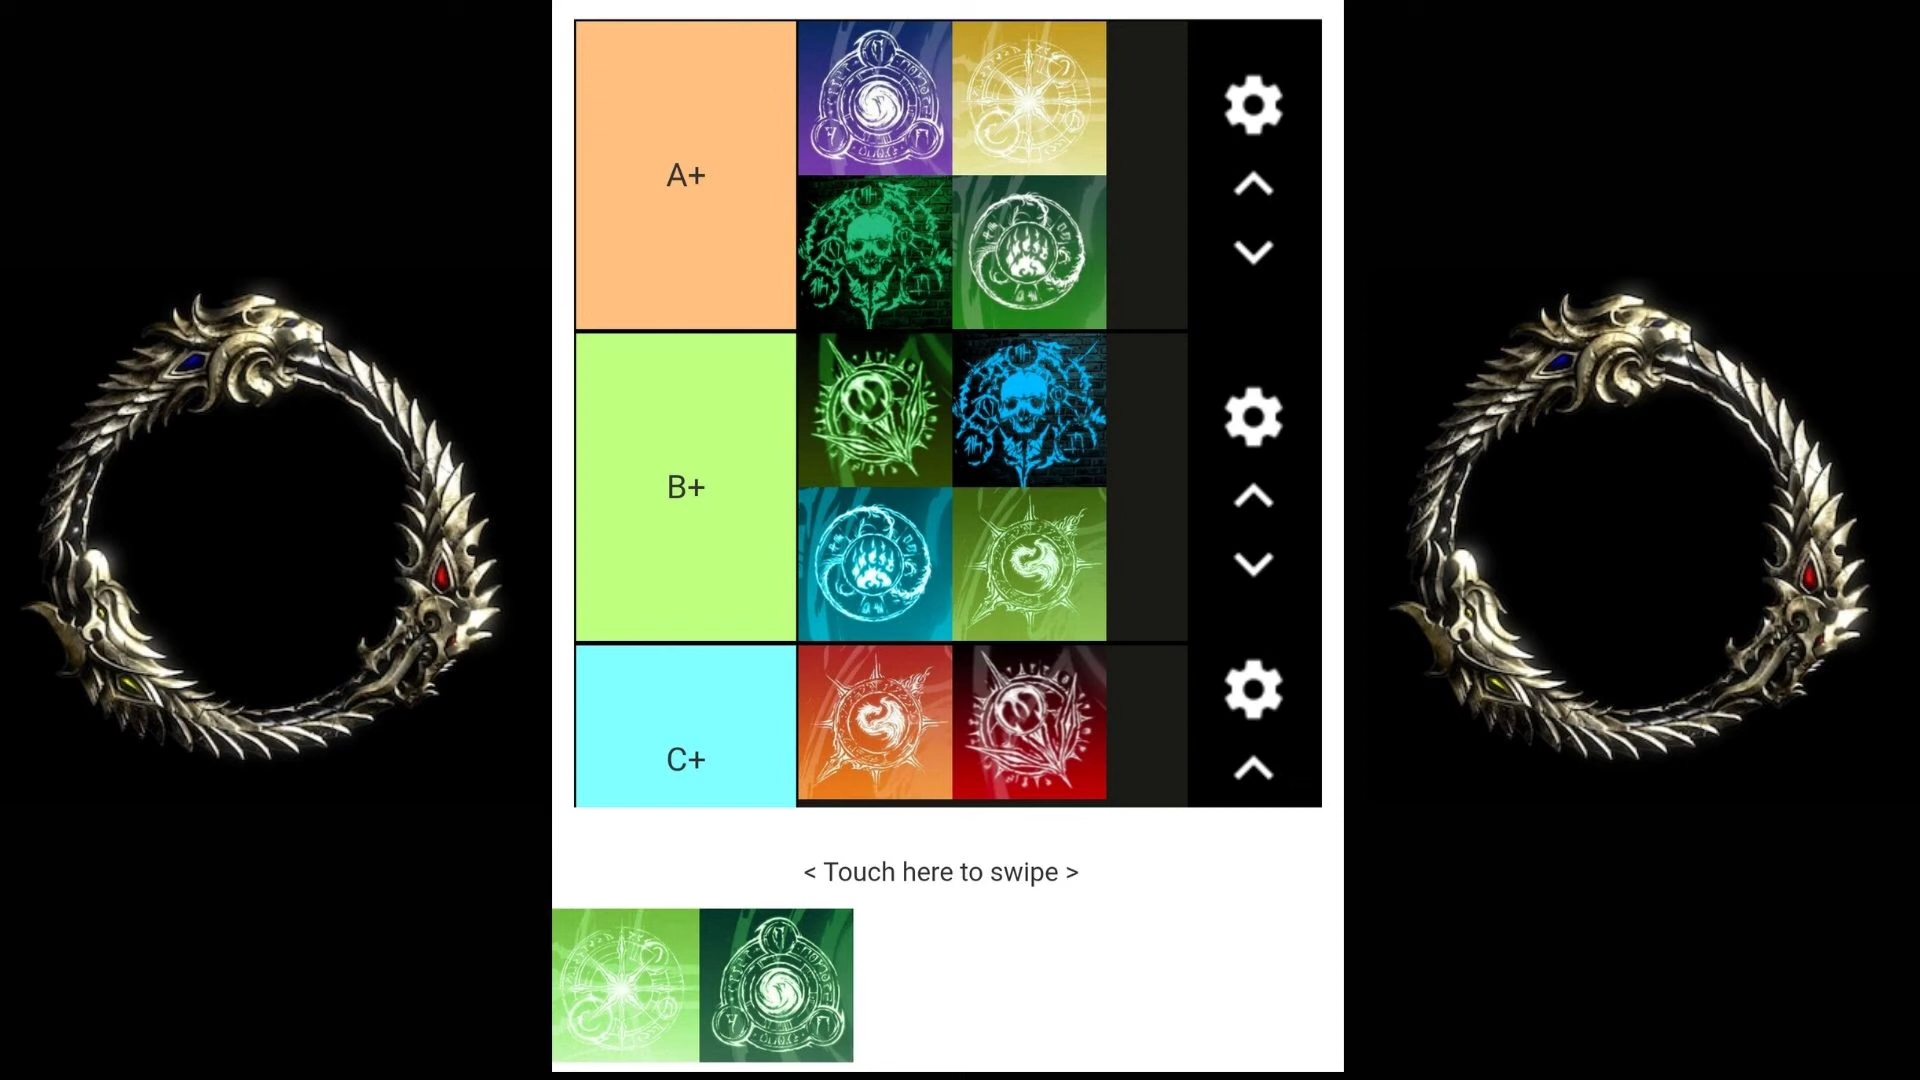 A+
B+
C+
< Touch here to swipe >